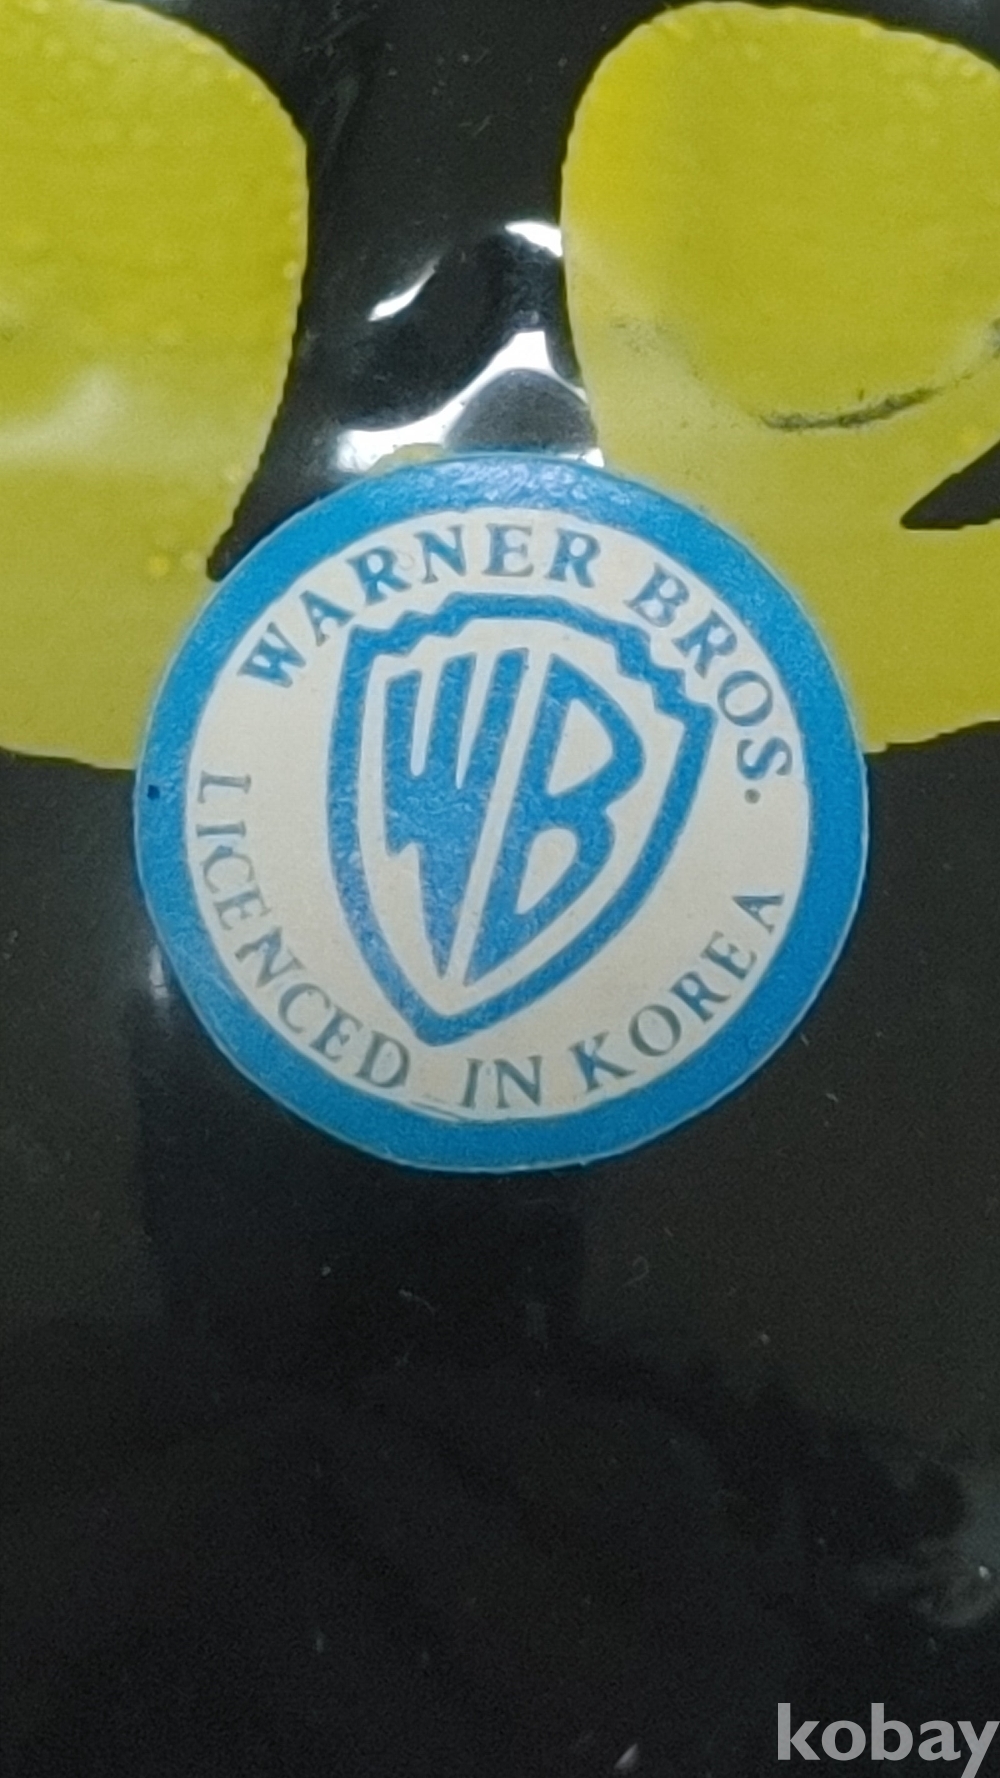 WARNER BROS.
WB
LICENCED IN KOREA
kobay